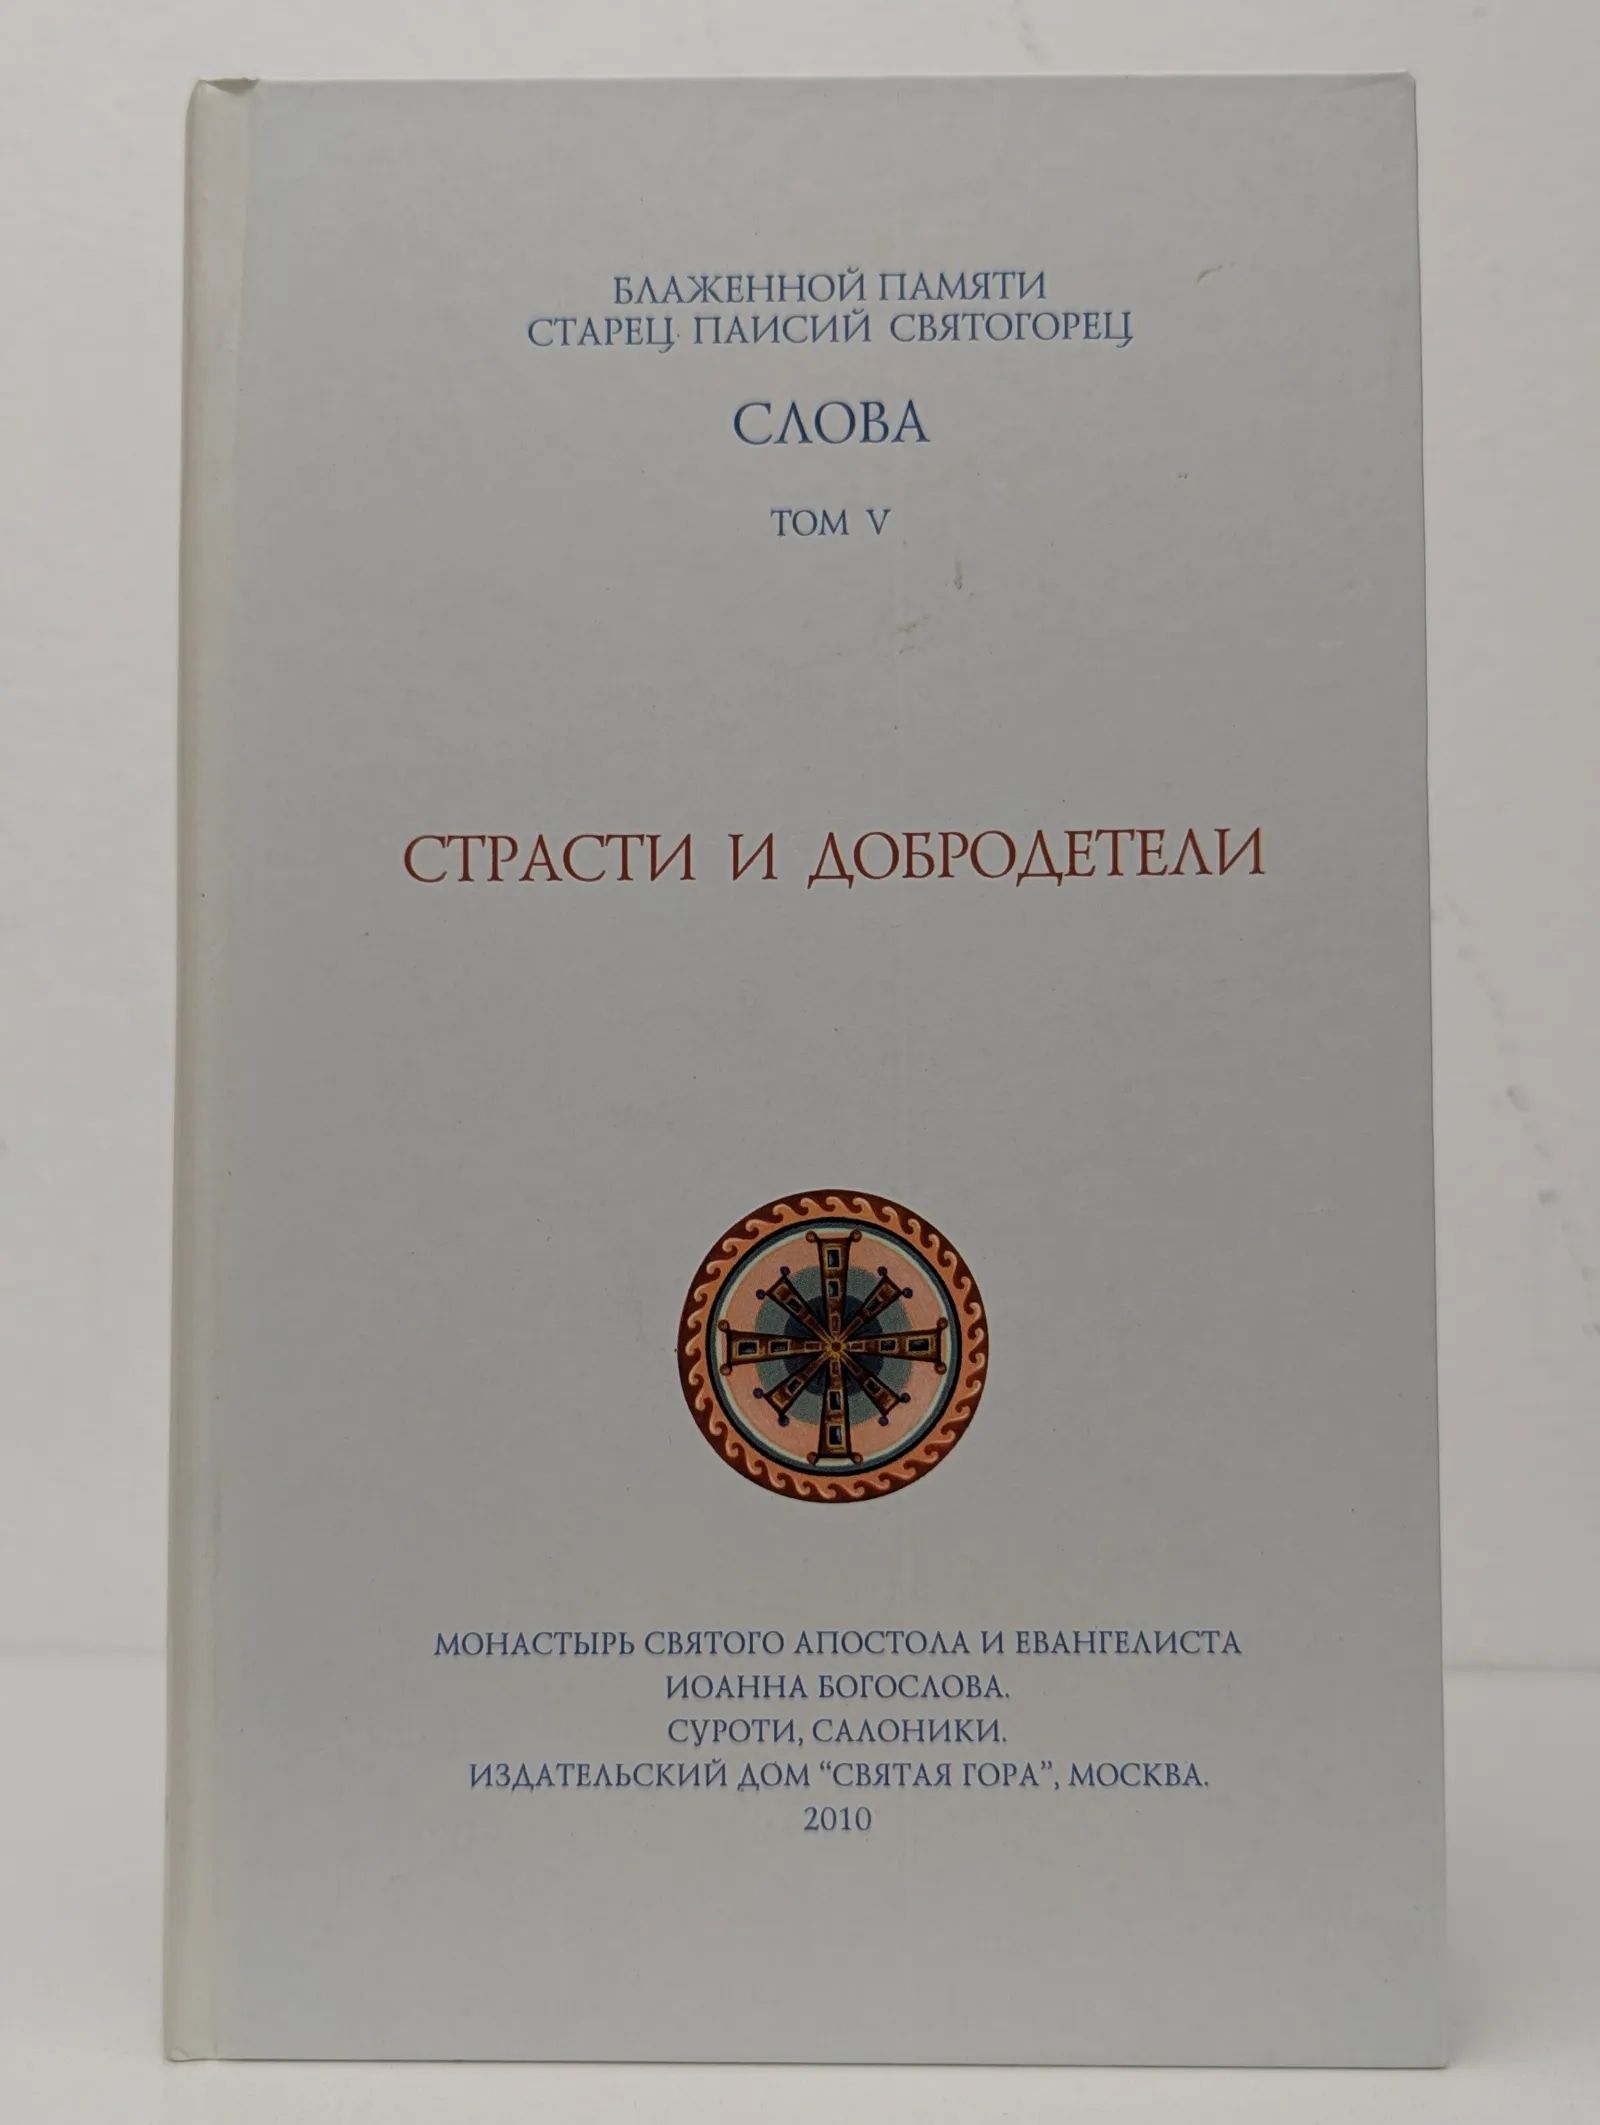 БЛАЖЕННОЙ ПАМЯТИ
СТАРЕЦ ПАИСИЙ СВЯТОГОРЕЦ
СЛОВА
ТОМ V
СТРАСТИ И ДОБРОДЕТЕЛИ
МОНАСТЫРЬ СВЯТОГО АПОСТОЛА И ЕВАНГЕЛИСТА
ИОАННА БОГОСЛОВА.
СУРОТИ, САЛОНИКИ.
ИЗДАТЕЛЬСКИЙ ДОМ “СВЯТАЯ ГОРА”, МОСКВА.
2010